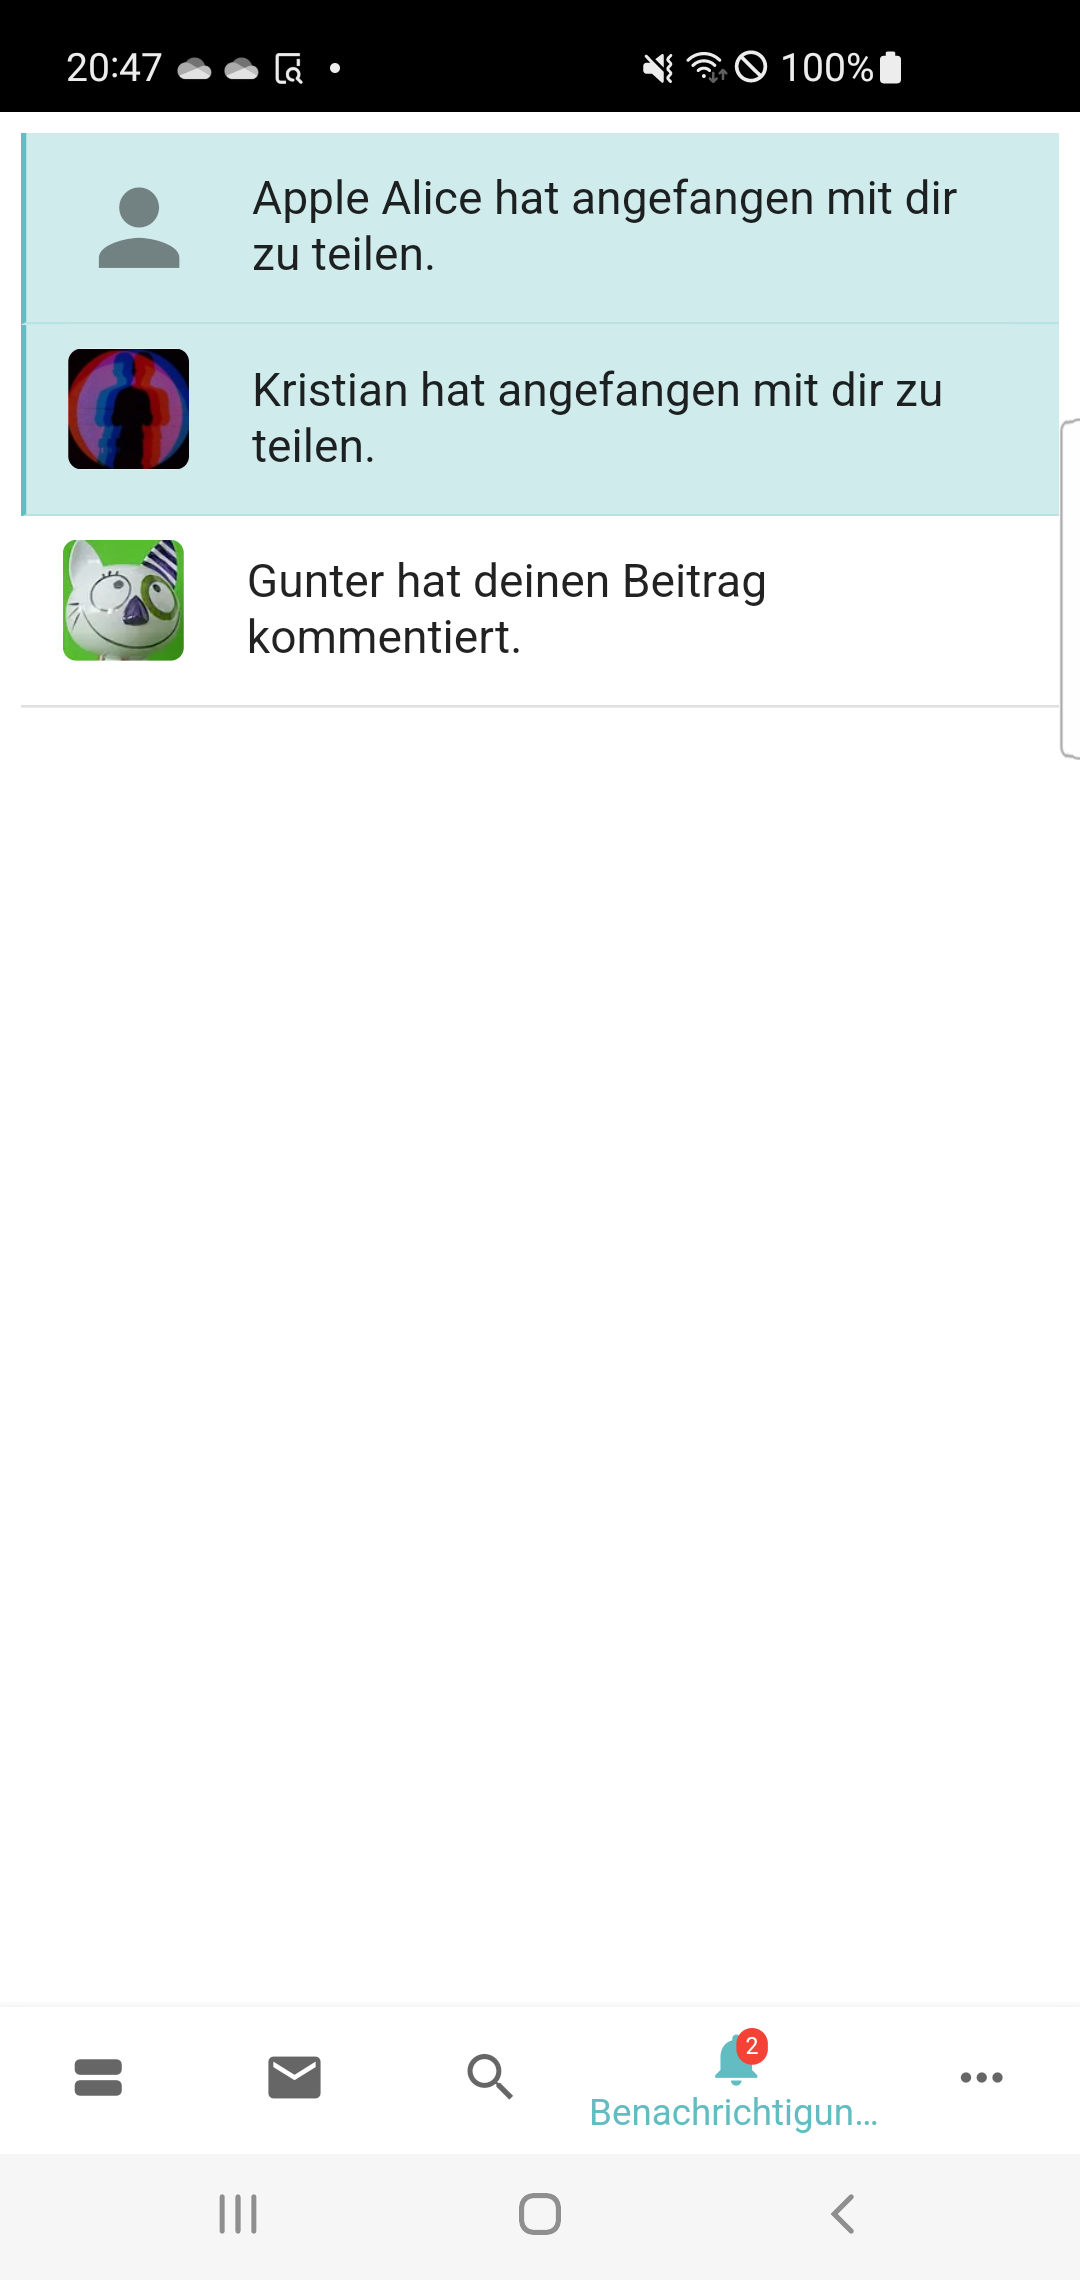 20:47
100%
Apple Alice hat angefangen mit dir
zu teilen.
Kristian hat angefangen mit dir zu
teilen.
Gunter hat deinen Beitrag
kommentiert.
2
Benachrichtigun...